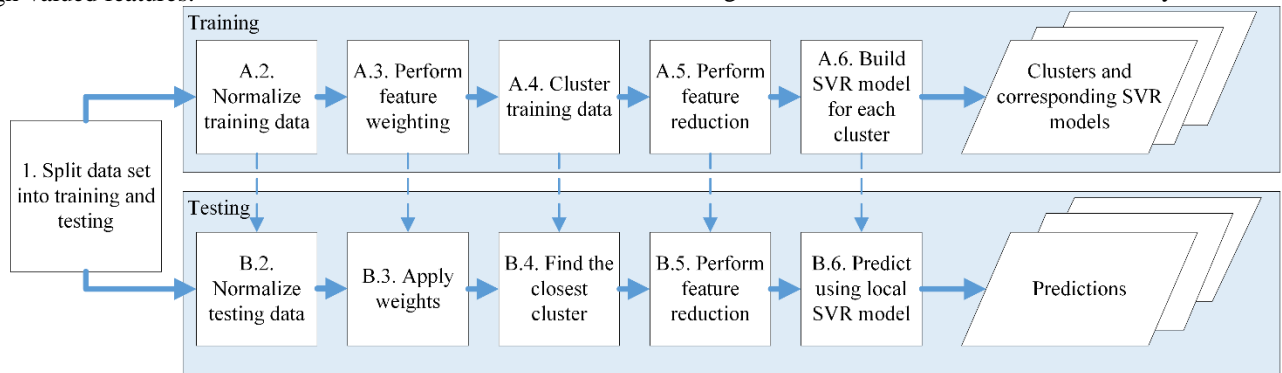 gh valued features.
Training
A.2.
Normalize
training data
A.3. Perform
feature
weighting
A.4. Cluster
training data
A.5. Perform
feature
reduction
A.6. Build
SVR model
for each
cluster
Clusters and
corresponding SVR
models
1. Split data set
into training and
testing
Testing
B.2.
Normalize
testing data
B.3. Apply
weights
B.4. Find the
closest
cluster
B.5. Perform
feature
reduction
B.6. Predict
using local
SVR model
Predictions